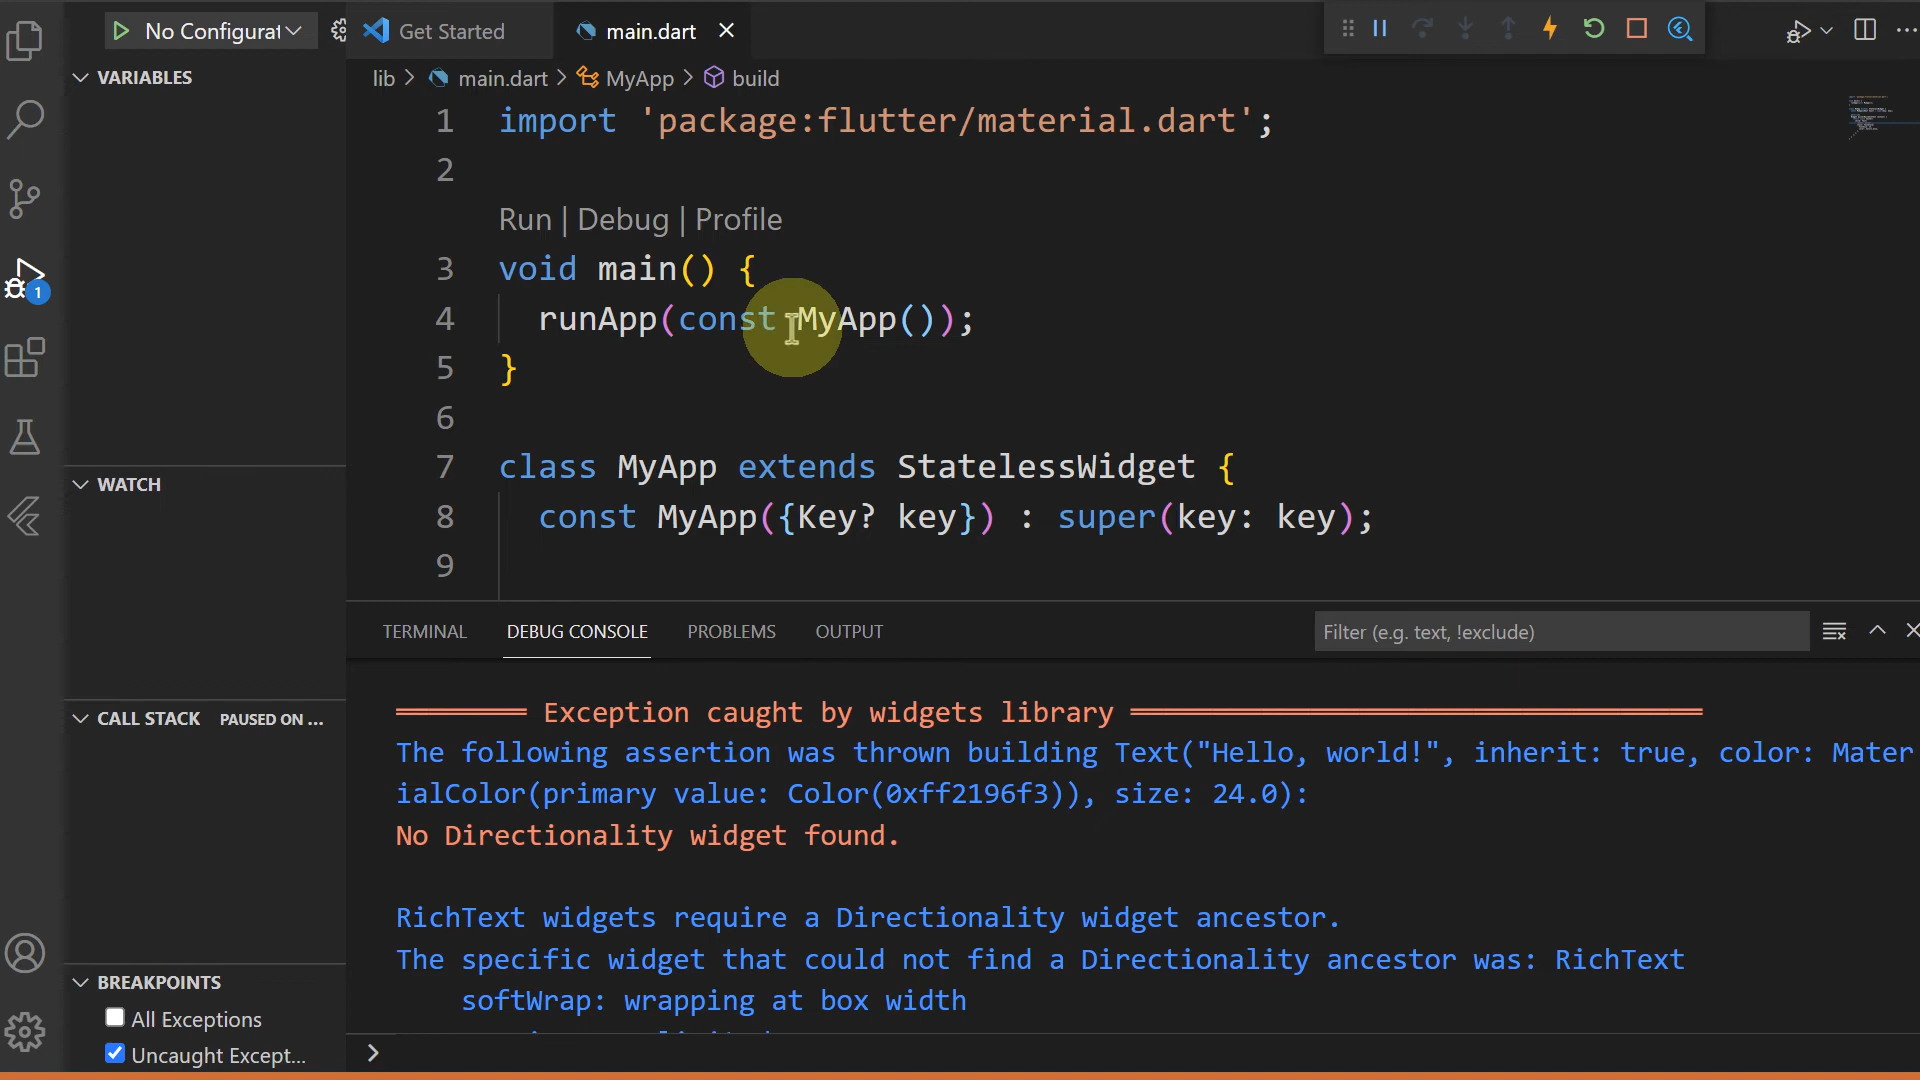 No Configurat
Get Started
main.dart
VARIABLES
lib > main.dart > MyApp > build
1 import 'package:flutter/material.dart';
2
Run | Debug | Profile
3 void main() {
4 runApp(const MyApp());
5 }
6
7 class MyApp extends StatelessWidget {
8 const MyApp({Key? key}) : super(key: key);
9
1
WATCH
CALL STACK PAUSED ON ...
BREAKPOINTS
All Exceptions
Uncaught Except...
TERMINAL DEBUG CONSOLE PROBLEMS OUTPUT
Filter (e.g. text, !exclude)
════════ Exception caught by widgets library ═══════════════════════════════════
The following assertion was thrown building Text("Hello, world!", inherit: true, color: Mater
ialColor(primary value: Color(0xff2196f3)), size: 24.0):
No Directionality widget found.
RichText widgets require a Directionality widget ancestor.
The specific widget that could not find a Directionality ancestor was: RichText
softWrap: wrapping at box width